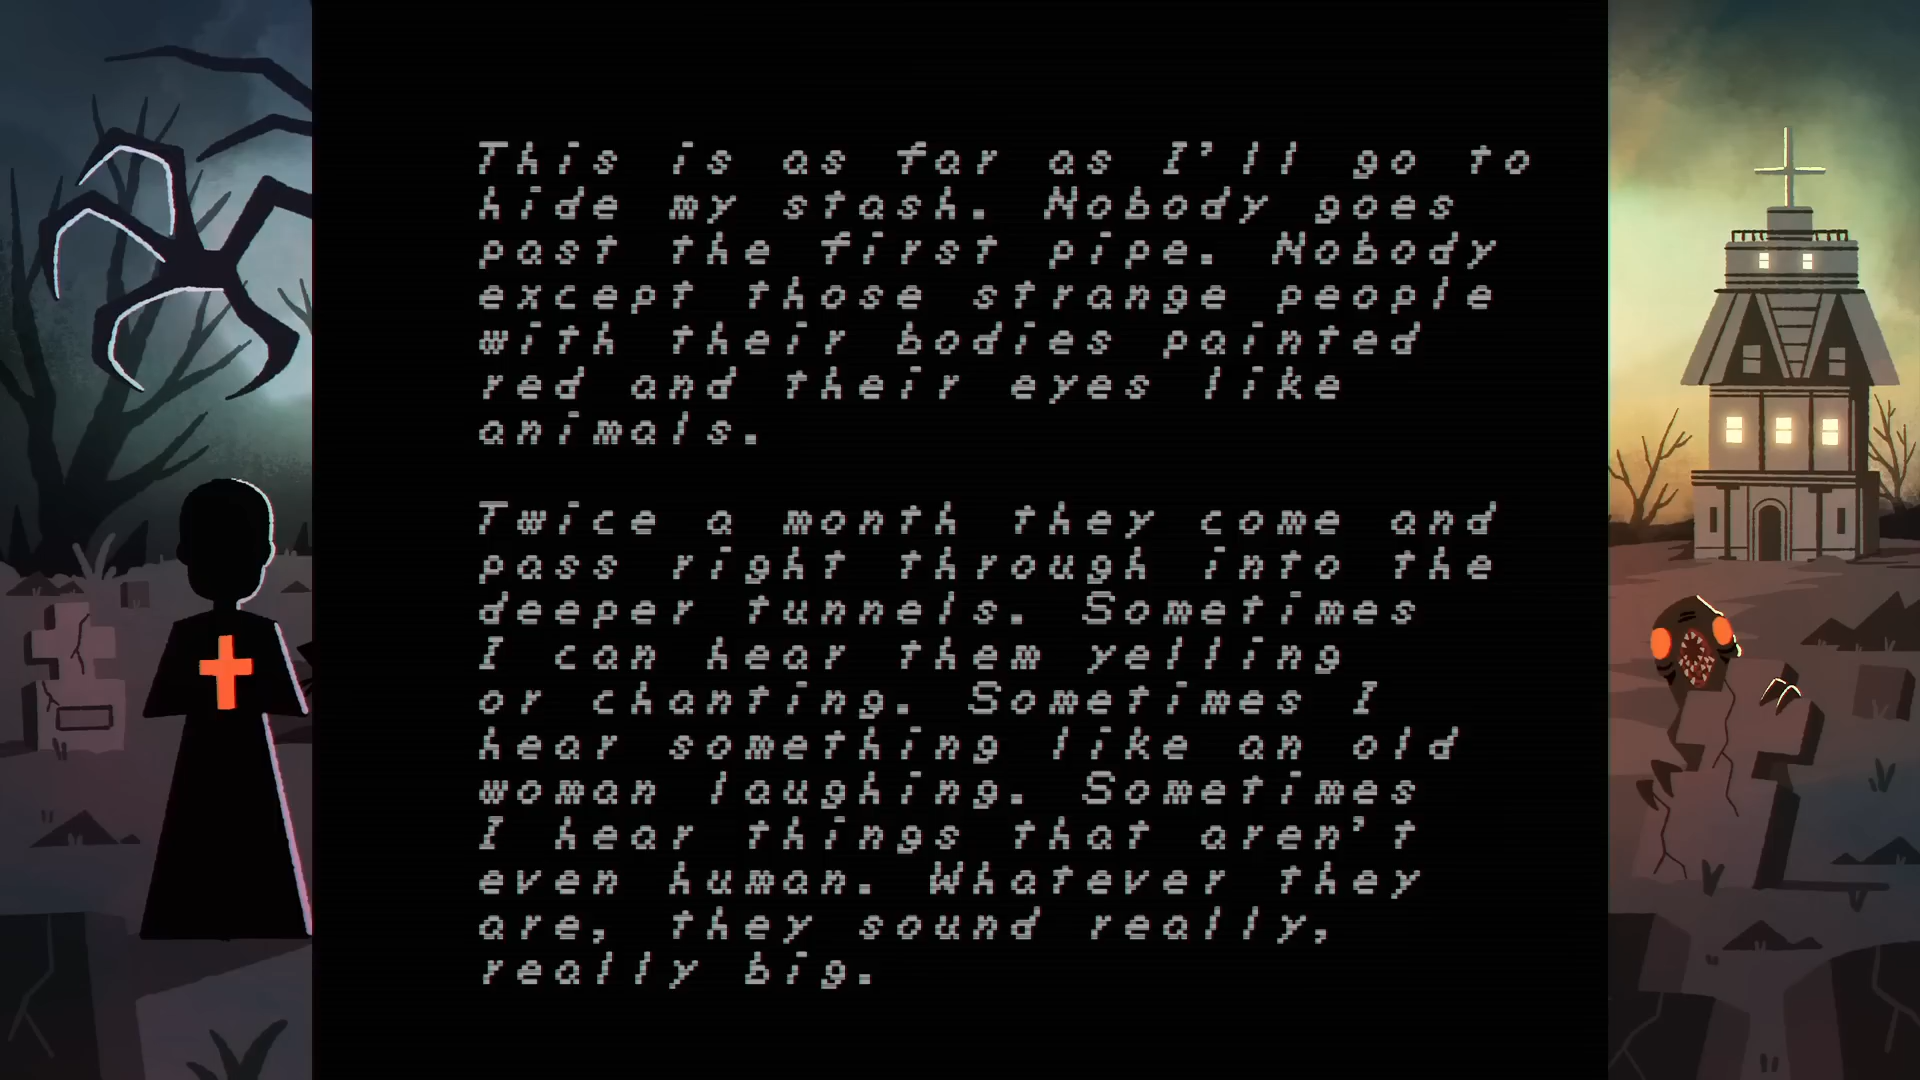 This is as far as I'll go to
hide my stash. Nobody goes
past the first pipe. Nobody
except those strange people
with their bodies painted
red and their eyes like
animals.
Twice a month they come and
pass right through into the
deeper tunnels. Sometimes
I can hear them yelling
or chanting. Sometimes I
hear something like an old
woman laughing. Sometimes
I hear things that aren't
even human. Whatever they
are, they sound really,
really big.